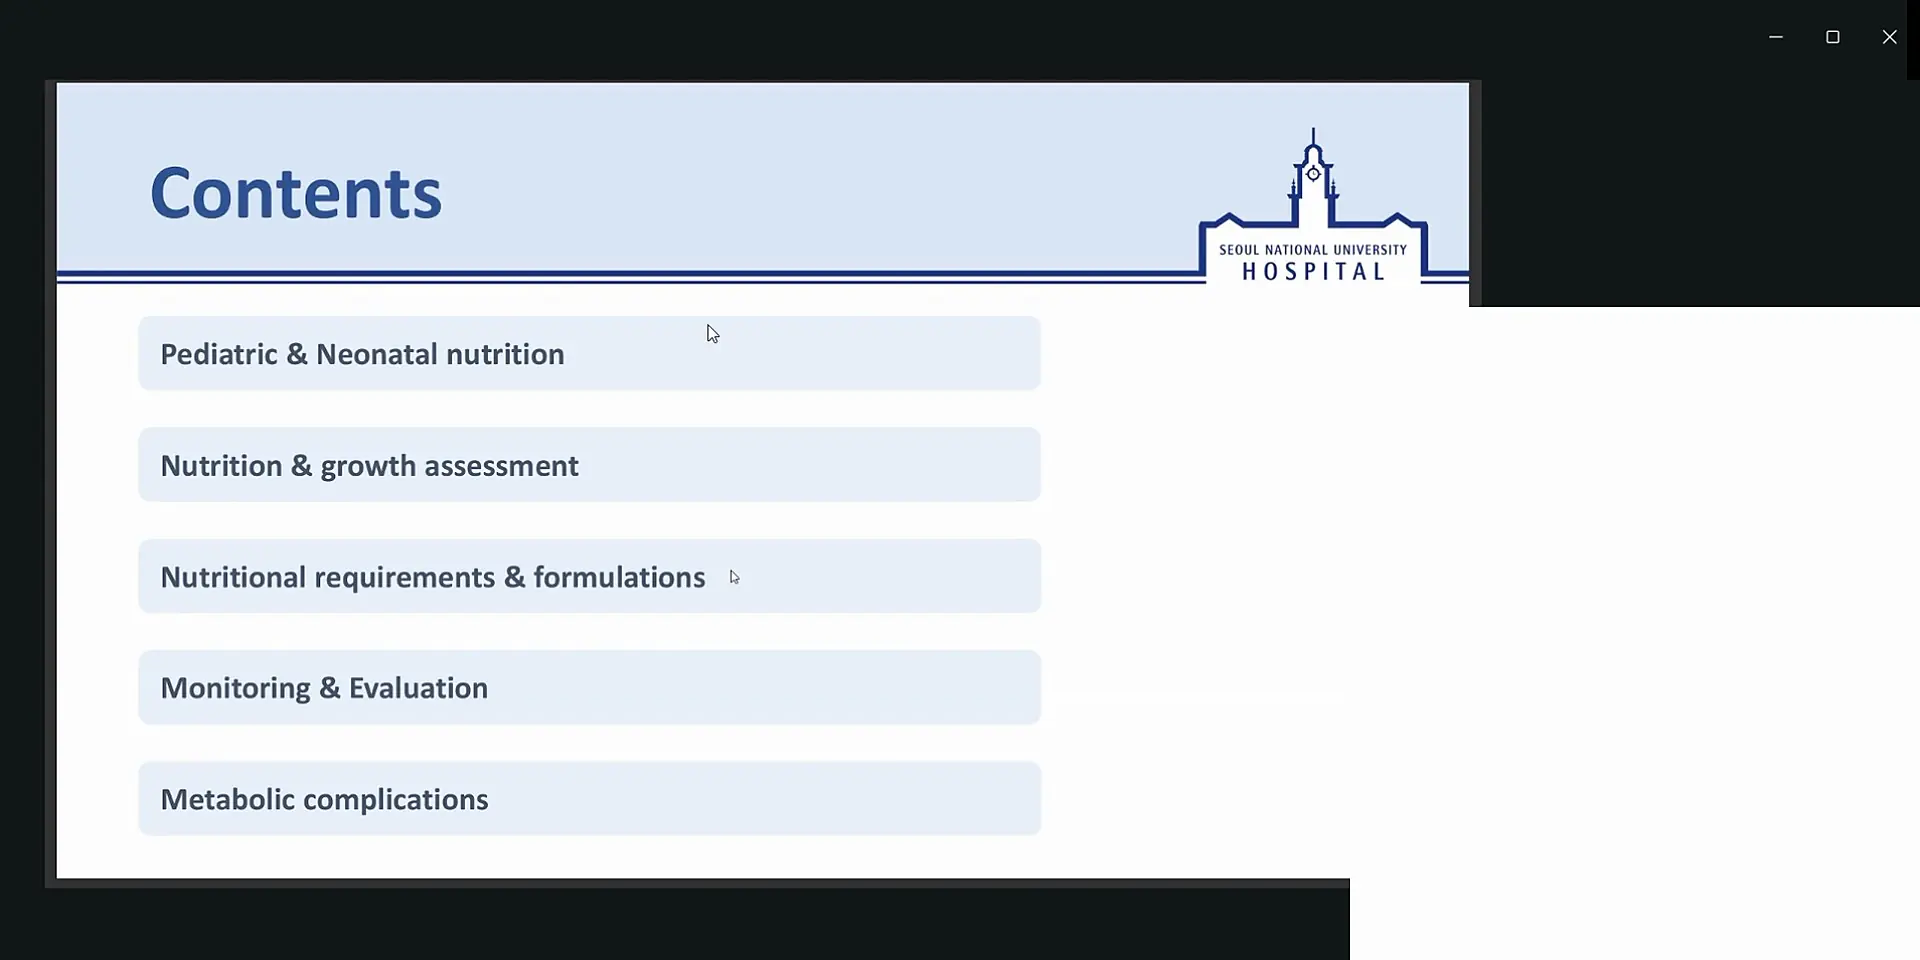 Contents
SEOUL NATIONAL UNIVERSITY
HOSPITAL
Pediatric & Neonatal nutrition
Nutrition & growth assessment
Nutritional requirements & formulations
Monitoring & Evaluation
Metabolic complications